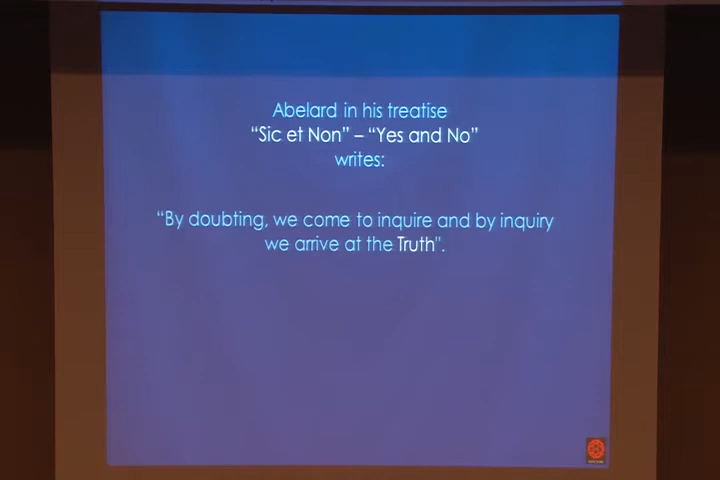 Abelard in his treatise
“Sic et Non” – “Yes and No”
writes:
“By doubting, we come to inquire and by inquiry
we arrive at the Truth".